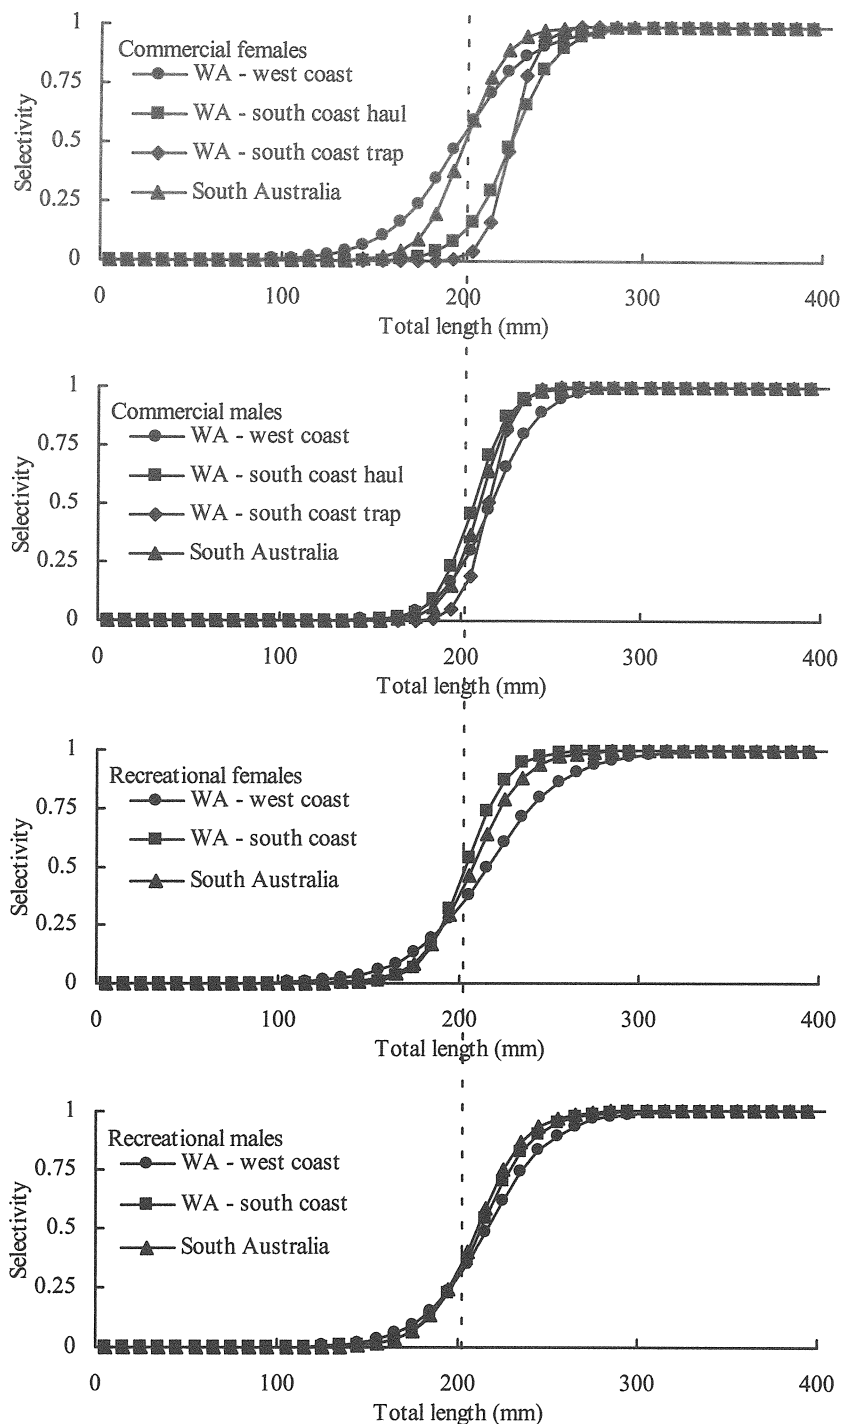 1
Commercial females
WA - west coast
0.75
WA - south coast haul
0.5
WA - south coast trap
0.25
South Australia
0
Selectivity
0 100 200 300 400
Total length (mm)
1
Commercial males
WA - west coast
0.75
WA - south coast haul
0.5
WA - south coast trap
0.25
South Australia
0
Selectivity
0 100 200 300 400
Total length (mm)
1
Recreational females
WA - west coast
0.75
WA - south coast
0.5
South Australia
0.25
0
Selectivity
0 100 200 300 400
Total length (mm)
1
Recreational males
WA - west coast
0.75
WA - south coast
0.5
South Australia
0.25
0
Selectivity
0 100 200 300 400
Total length (mm)